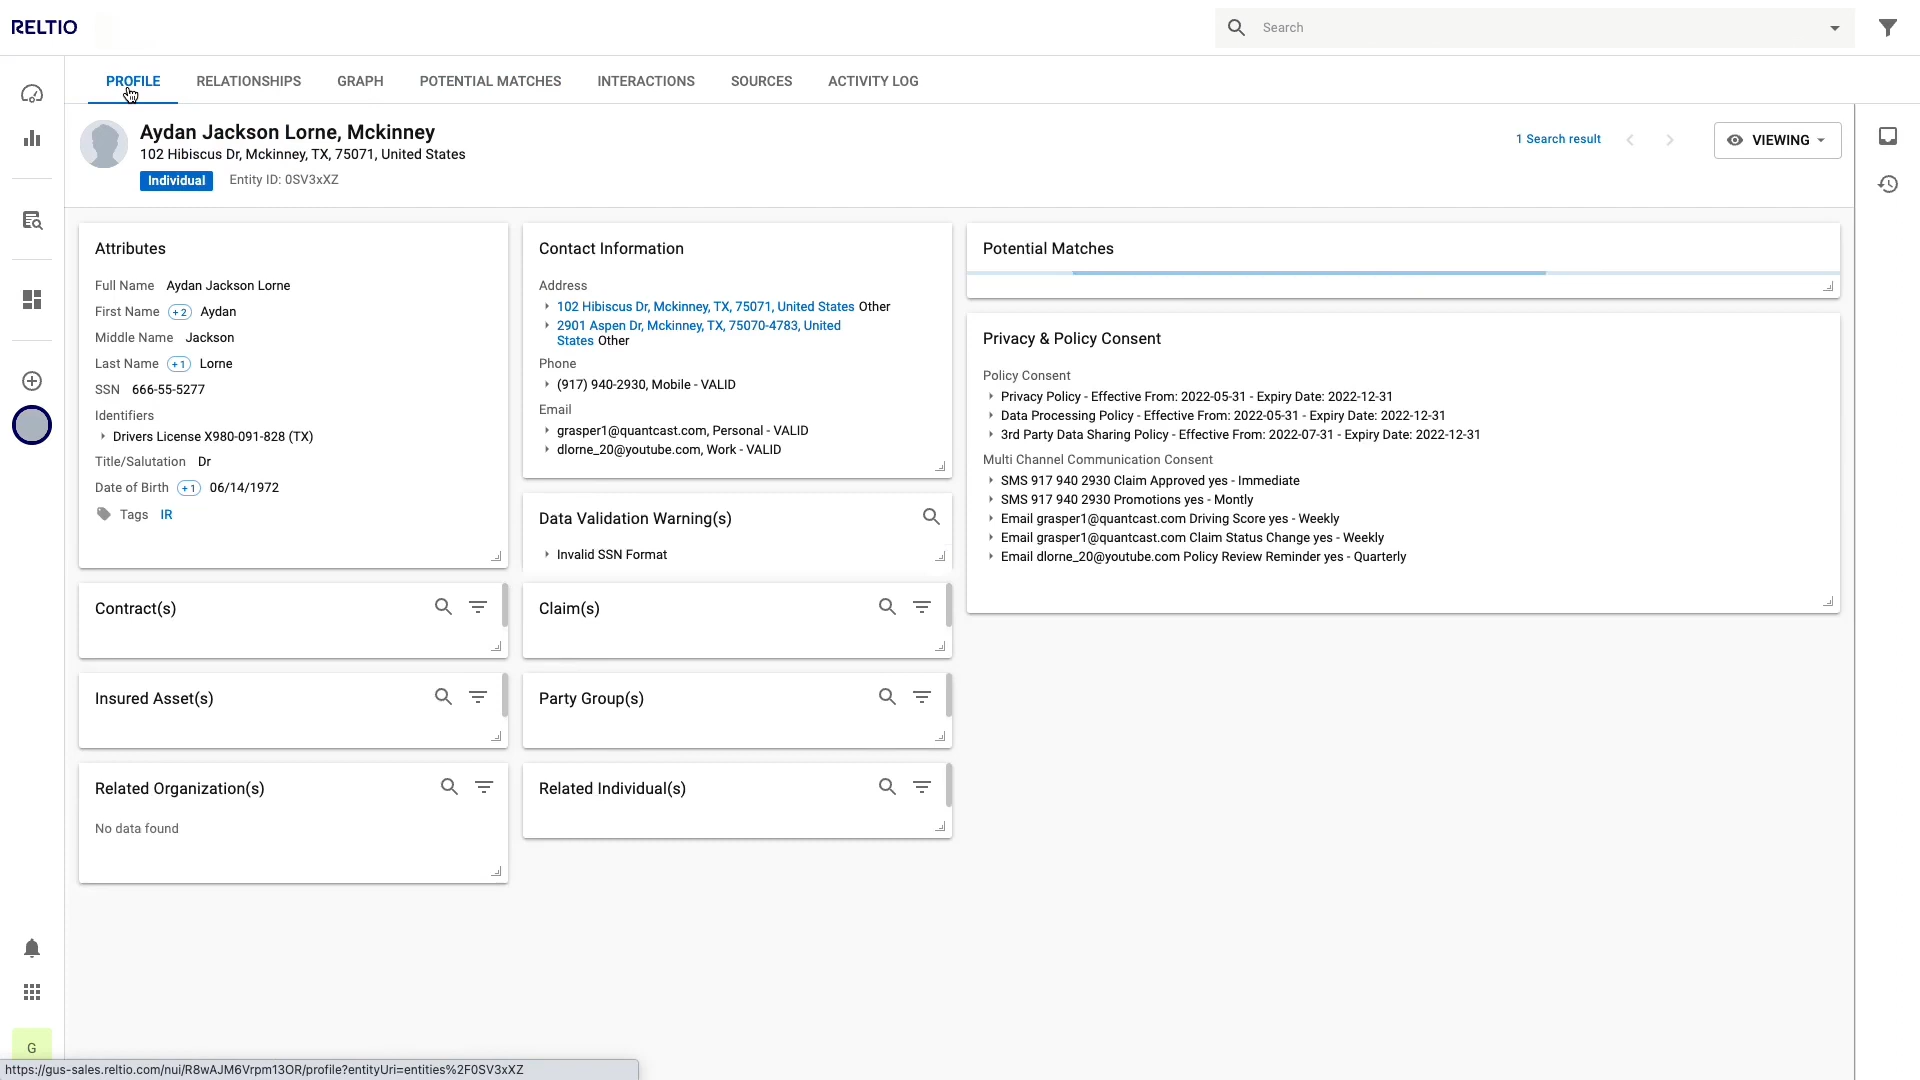 RELTIO
Search
PROFILE RELATIONSHIPS GRAPH POTENTIAL MATCHES INTERACTIONS SOURCES ACTIVITY LOG
Aydan Jackson Lorne, Mckinney
102 Hibiscus Dr, Mckinney, TX, 75071, United States
Individual Entity ID: 0SV3xXZ
1 Search result
VIEWING
Attributes
Full Name Aydan Jackson Lorne
First Name +2 Aydan
Middle Name Jackson
Last Name +1 Lorne
SSN 666-55-5277
Identifiers
Drivers License X980-091-828 (TX)
Title/Salutation Dr
Date of Birth +1 06/14/1972
Tags IR
Contact Information
Address
102 Hibiscus Dr, Mckinney, TX, 75071, United States Other
2901 Aspen Dr, Mckinney, TX, 75070-4783, United
States Other
Phone
(917) 940-2930, Mobile - VALID
Email
grasper1@quantcast.com, Personal - VALID
dlorne_20@youtube.com, Work - VALID
Data Validation Warning(s)
Invalid SSN Format
Potential Matches
Privacy & Policy Consent
Policy Consent
Privacy Policy - Effective From: 2022-05-31 - Expiry Date: 2022-12-31
Data Processing Policy - Effective From: 2022-05-31 - Expiry Date: 2022-12-31
3rd Party Data Sharing Policy - Effective From: 2022-07-31 - Expiry Date: 2022-12-31
Multi Channel Communication Consent
SMS 917 940 2930 Claim Approved yes - Immediate
SMS 917 940 2930 Promotions yes - Montly
Email grasper1@quantcast.com Driving Score yes - Weekly
Email grasper1@quantcast.com Claim Status Change yes - Weekly
Email dlorne_20@youtube.com Policy Review Reminder yes - Quarterly
Contract(s)
Claim(s)
Insured Asset(s)
Party Group(s)
Related Organization(s)
No data found
Related Individual(s)
G
https://gus-sales.reltio.com/nui/R8wAJM6Vrpm13OR/profile?entityUri=entities%2F0SV3xXZ